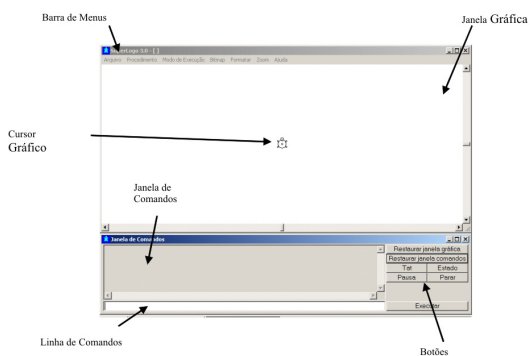 Barra de Menus
Janela Gráfica
SuperLogo 3.0 - [ ]
Arquivo Procedimento Modo de Execução Bitmap Formatar Zoom Ajuda
Cursor
Gráfico
Janela de
Comandos
Janela de Comandos
Restaurar janela gráfica
Restaurar janela comandos
Tat Estado
Pausa Parar
Executar
Linha de Comandos
Botões